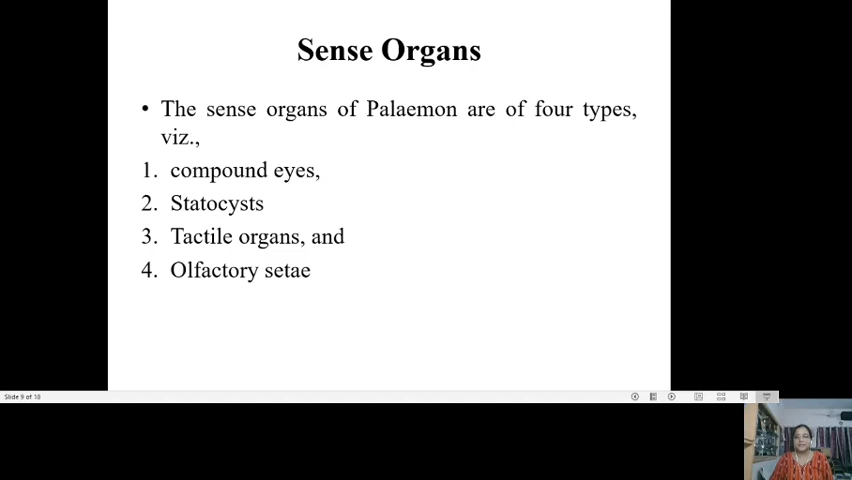 Sense Organs
• The sense organs of Palaemon are of four types,
viz.,
1. compound eyes,
2. Statocysts
3. Tactile organs, and
4. Olfactory setae
Slide 9 of 18